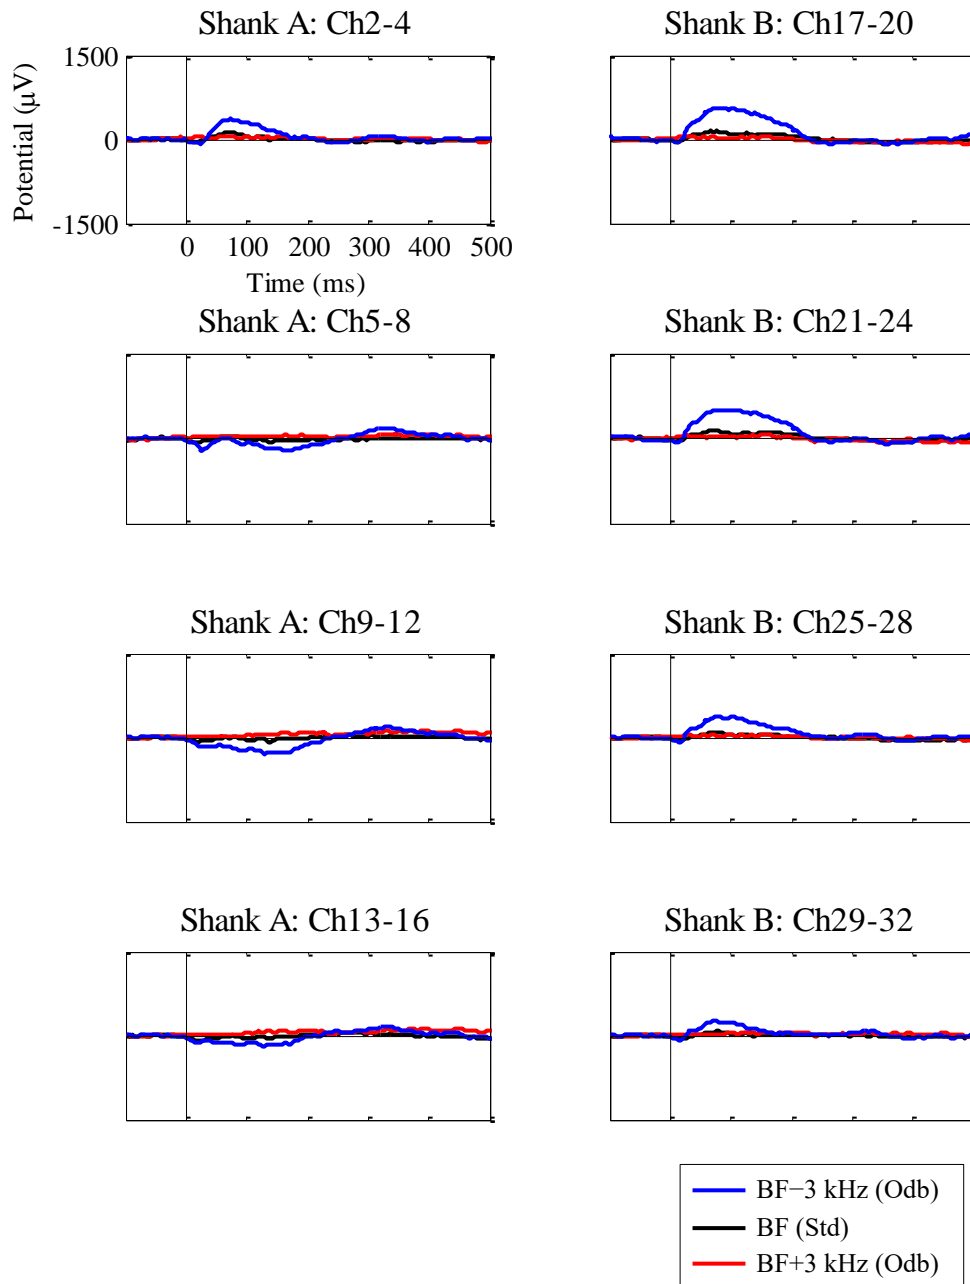 Shank A: Ch2-4
Shank B: Ch17-20
Potential (μV)
1500
0
-1500
0 100 200 300 400 500
Time (ms)
Shank A: Ch5-8
Shank B: Ch21-24
Shank A: Ch9-12
Shank B: Ch25-28
Shank A: Ch13-16
Shank B: Ch29-32
BF−3 kHz (Odb)
BF (Std)
BF+3 kHz (Odb)